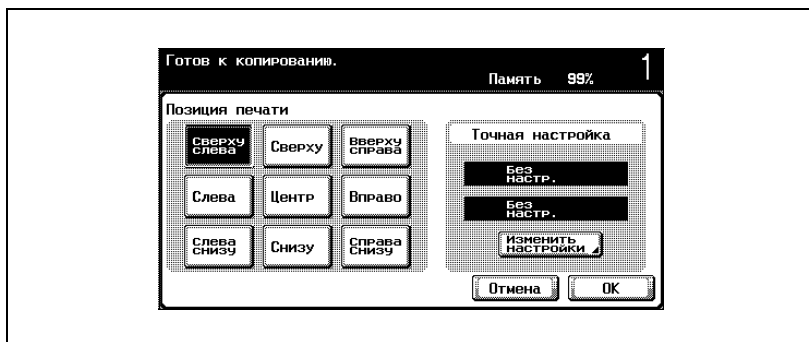 Готов к копированию.
Память 99% 1
Позиция печати
Сверху
слева
Сверху
Вверху
справа
Слева
Центр
Вправо
Слева
снизу
Снизу
Справа
снизу
Точная настройка
Без
настр.
Без
настр.
Изменить
настройки
Отмена
OK